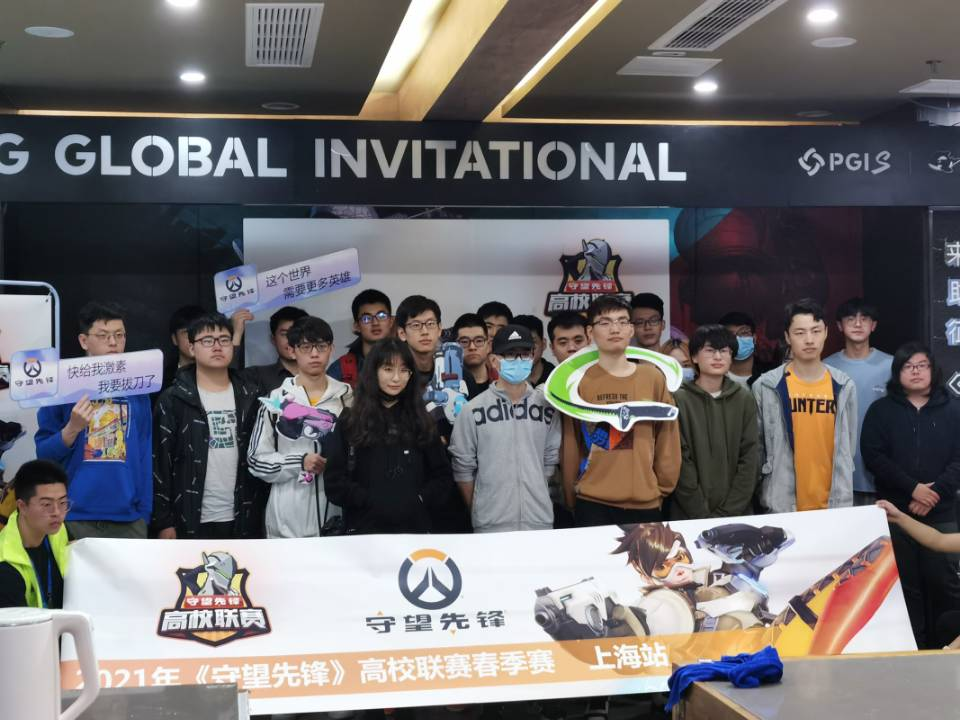 G GLOBAL INVITATIONAL
PGIS
这个世界
需要更多英雄
守望先锋
守望先锋
高校联赛
快给我激素
我要拔刀了
adidas
REFRESH THE
UNTER
守望先锋
高校联赛
守望先锋
2021年《守望先锋》高校联赛春季赛 上海站
来